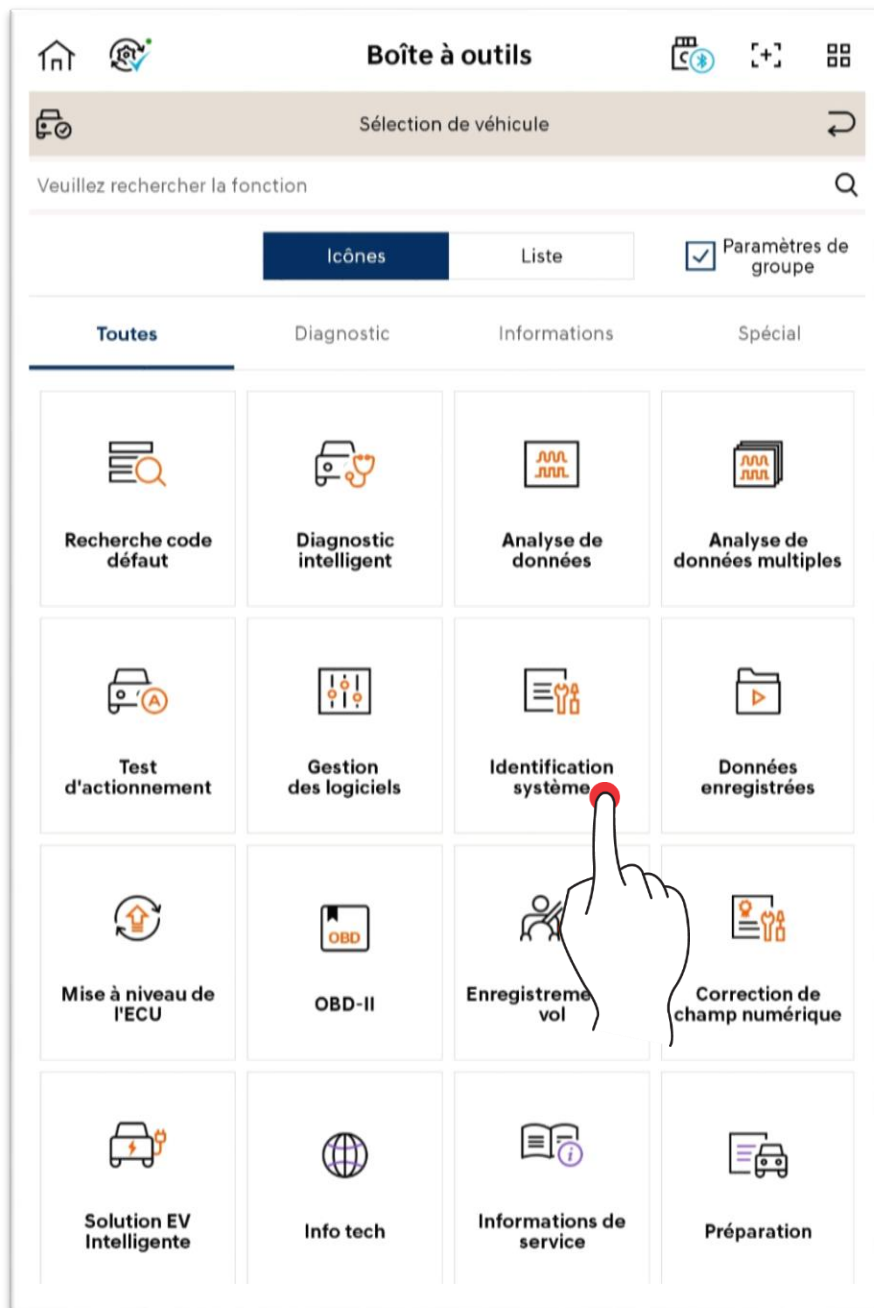 Boîte à outils
Sélection de véhicule
Veuillez rechercher la fonction
Icônes
Liste
Paramètres de
groupe
Toutes
Diagnostic
Informations
Spécial
Recherche code
défaut
Diagnostic
intelligent
Analyse de
données
Analyse de
données multiples
Test
d'actionnement
Gestion
des logiciels
Identification
système
Données
enregistrées
OBD
Mise à niveau de
l'ECU
OBD-II
vol
Correction de
champ numérique
Solution EV
Intelligente
Info tech
Informations de
service
Préparation